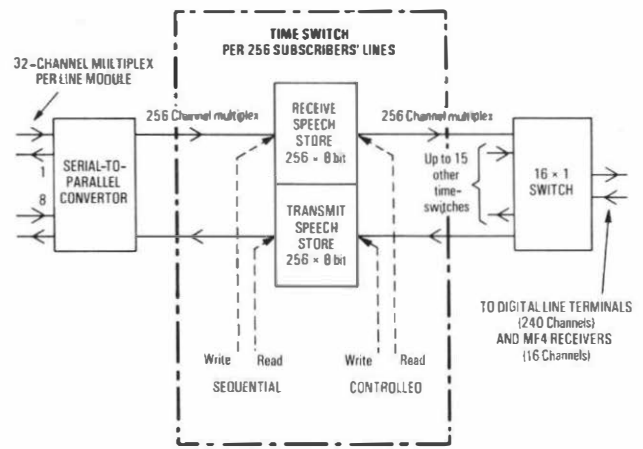 TIME SWITCH
PER 256 SUBSCRIBERS' LINES
32-CHANNEL MULTIPLEX
PER LINE MODULE
256 Channel multiplex
RECEIVE
SPEECH
STORE
256 × 8 bit
256 Channel multiplex
1
8
SERIAL-TO-
PARALLEL
CONVERTOR
TRANSMIT
SPEECH
STORE
256 × 8 bit
Up to 15
other
time-
switches
16 × 1
SWITCH
TO DIGITAL LINE TERMINALS
(240 Channels)
AND MF4 RECEIVERS
(16 Channels)
Write Read
SEQUENTIAL
Write Read
CONTROLLED